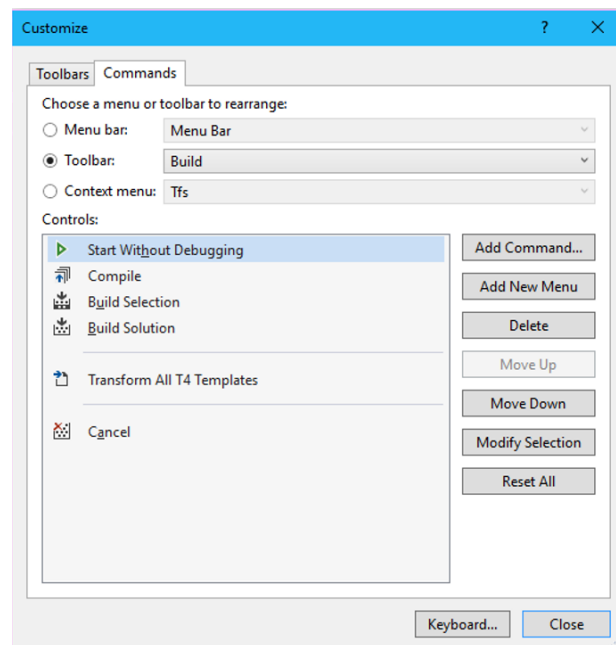 Customize ?
Toolbars Commands
Choose a menu or toolbar to rearrange:
Menu bar: Menu Bar
Toolbar: Build
Context menu: Tfs
Controls:
Start Without Debugging
Compile
Build Selection
Build Solution
Transform All T4 Templates
Cancel
Add Command...
Add New Menu
Delete
Move Up
Move Down
Modify Selection
Reset All
Keyboard... Close